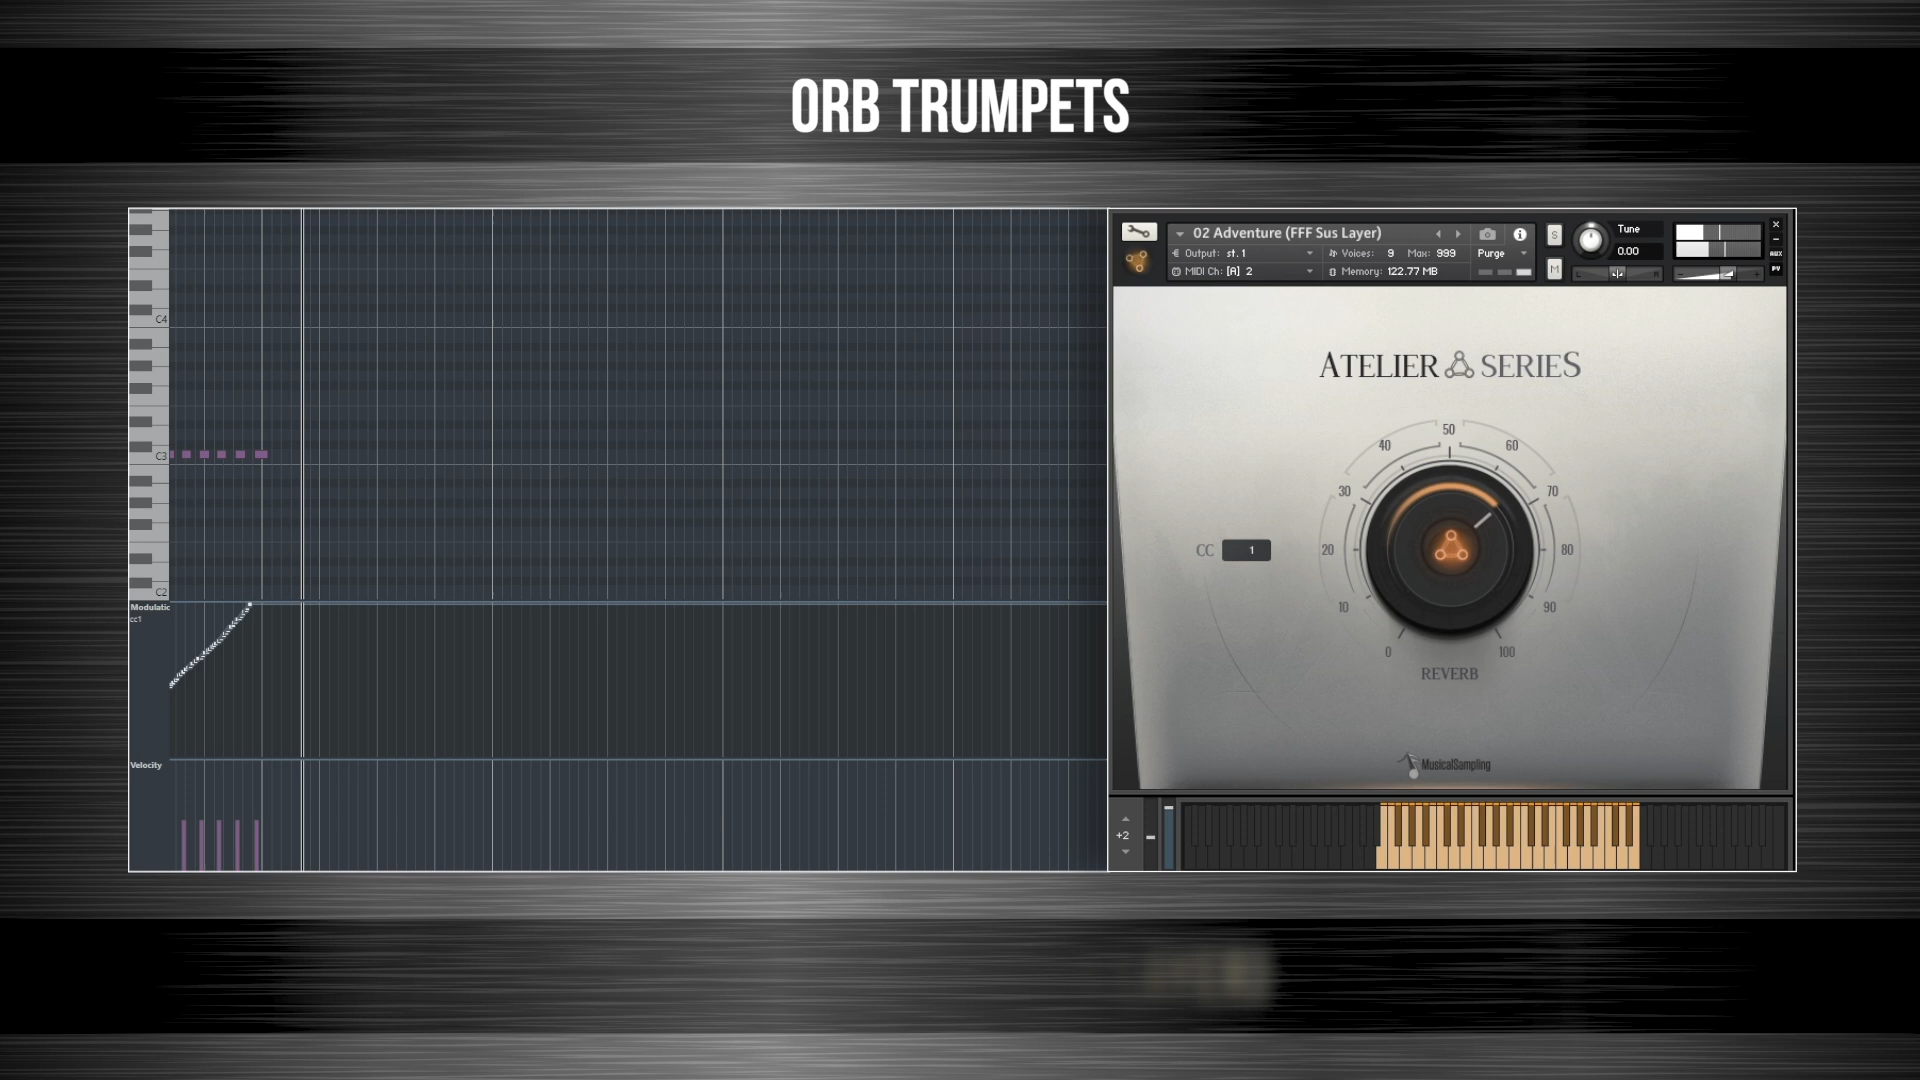 ORB TRUMPETS
C4
C3
C2
Modulatic
cc1
Velocity
02 Adventure (FFF Sus Layer)
Output: st.1
Voices: 9 Max: 999
Purge
MIDI Ch: [A] 2
Memory: 122.77 MB
S
M
Tune
0.00
L R
- +
AUX
PV
ATELIER SERIES
0
10
20
30
40
50
60
70
80
90
100
CC 1
REVERB
MusicalSampling
+2